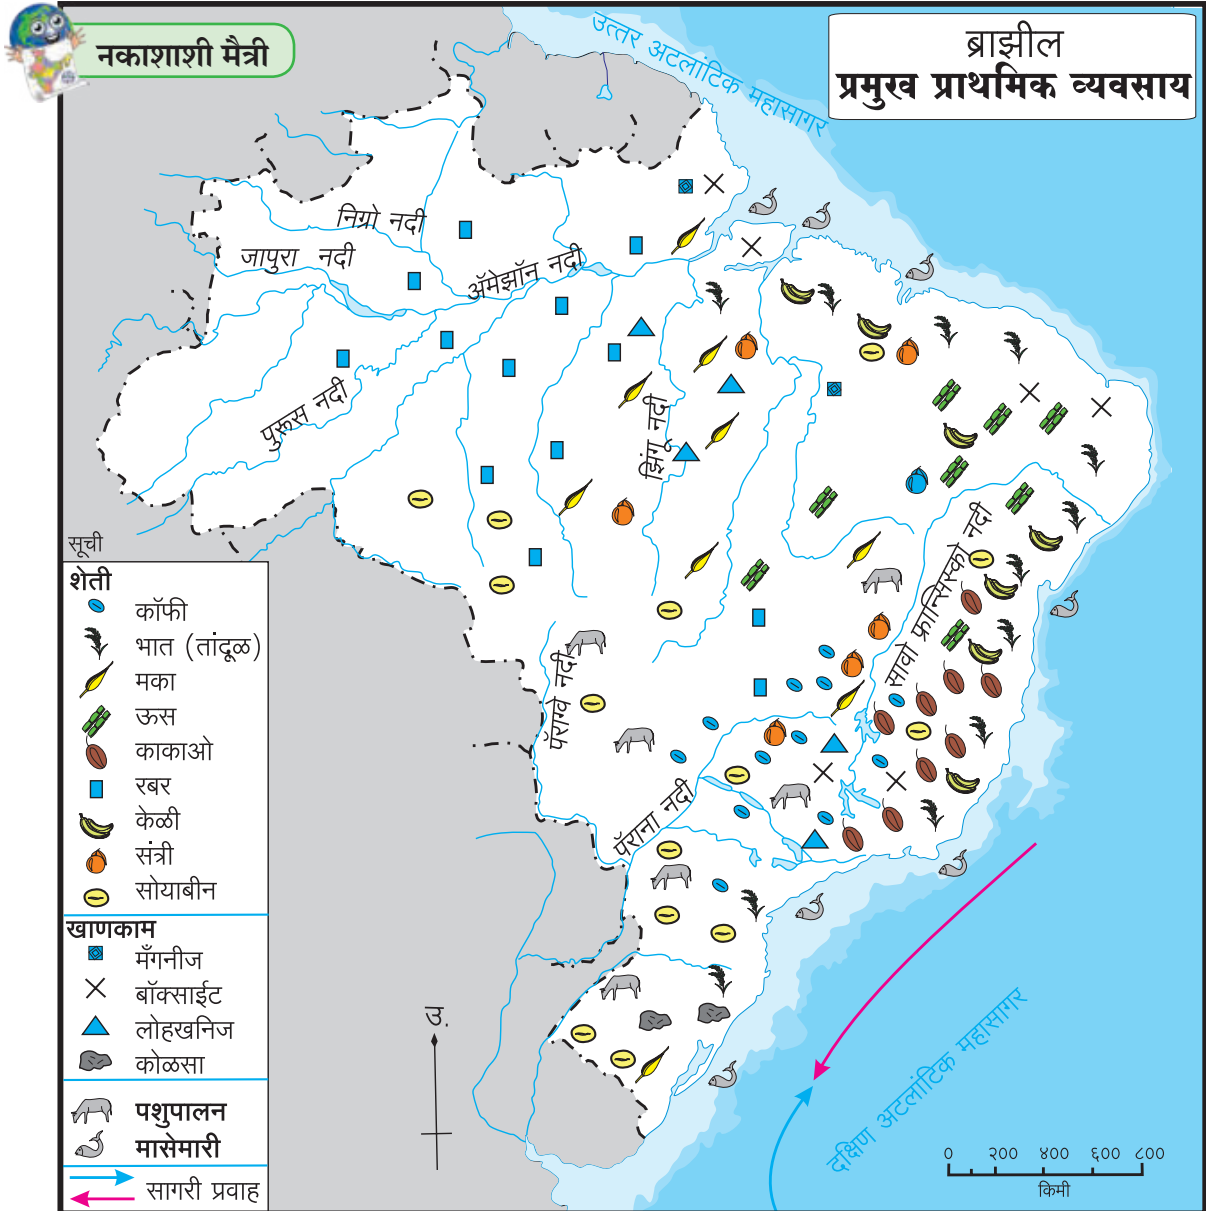 नकाशाशी मैत्री
ब्राझील
प्रमुख प्राथमिक व्यवसाय
उत्तर अटलांटिक महासागर
निग्रो नदी
जापुरा नदी
ॲमेझॉन नदी
पुरूस नदी
झिंगू नदी
सावो फ्रान्सिस्को नदी
पॅराग्वे नदी
पॅराना नदी
दक्षिण अटलांटिक महासागर
सूची
शेती
कॉफी
भात (तांदूळ)
मका
ऊस
काकाओ
रबर
केळी
संत्री
सोयाबीन
खाणकाम
मँगनीज
बॉक्साईट
लोहखनिज
कोळसा
पशुपालन
मासेमारी
सागरी प्रवाह
उ.
० २०० ४०० ६०० ८००
किमी